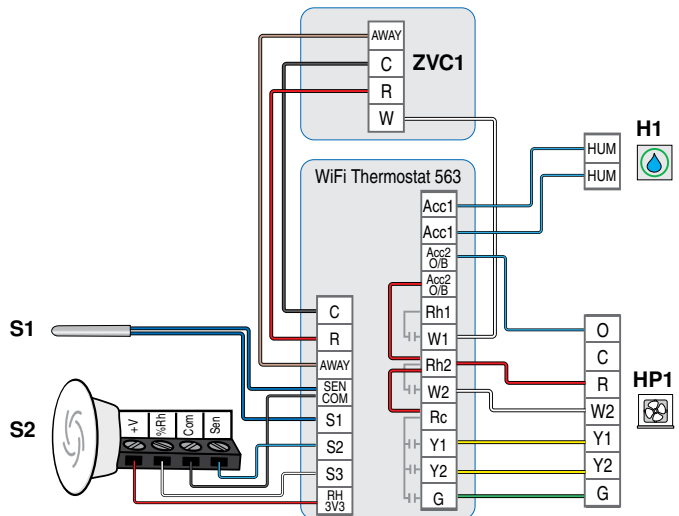 AWAY
C
R
W
ZVC1
H1
HUM
HUM
WiFi Thermostat 563
Acc1
Acc1
Acc2
O/B
Acc2
O/B
Rh1
W1
Rh2
W2
Rc
Y1
Y2
G
C
R
AWAY
SEN
COM
S1
S2
S3
RH
3V3
S1
S2
+V
%Rh
Com
Sen
O
C
R
W2
Y1
Y2
G
HP1